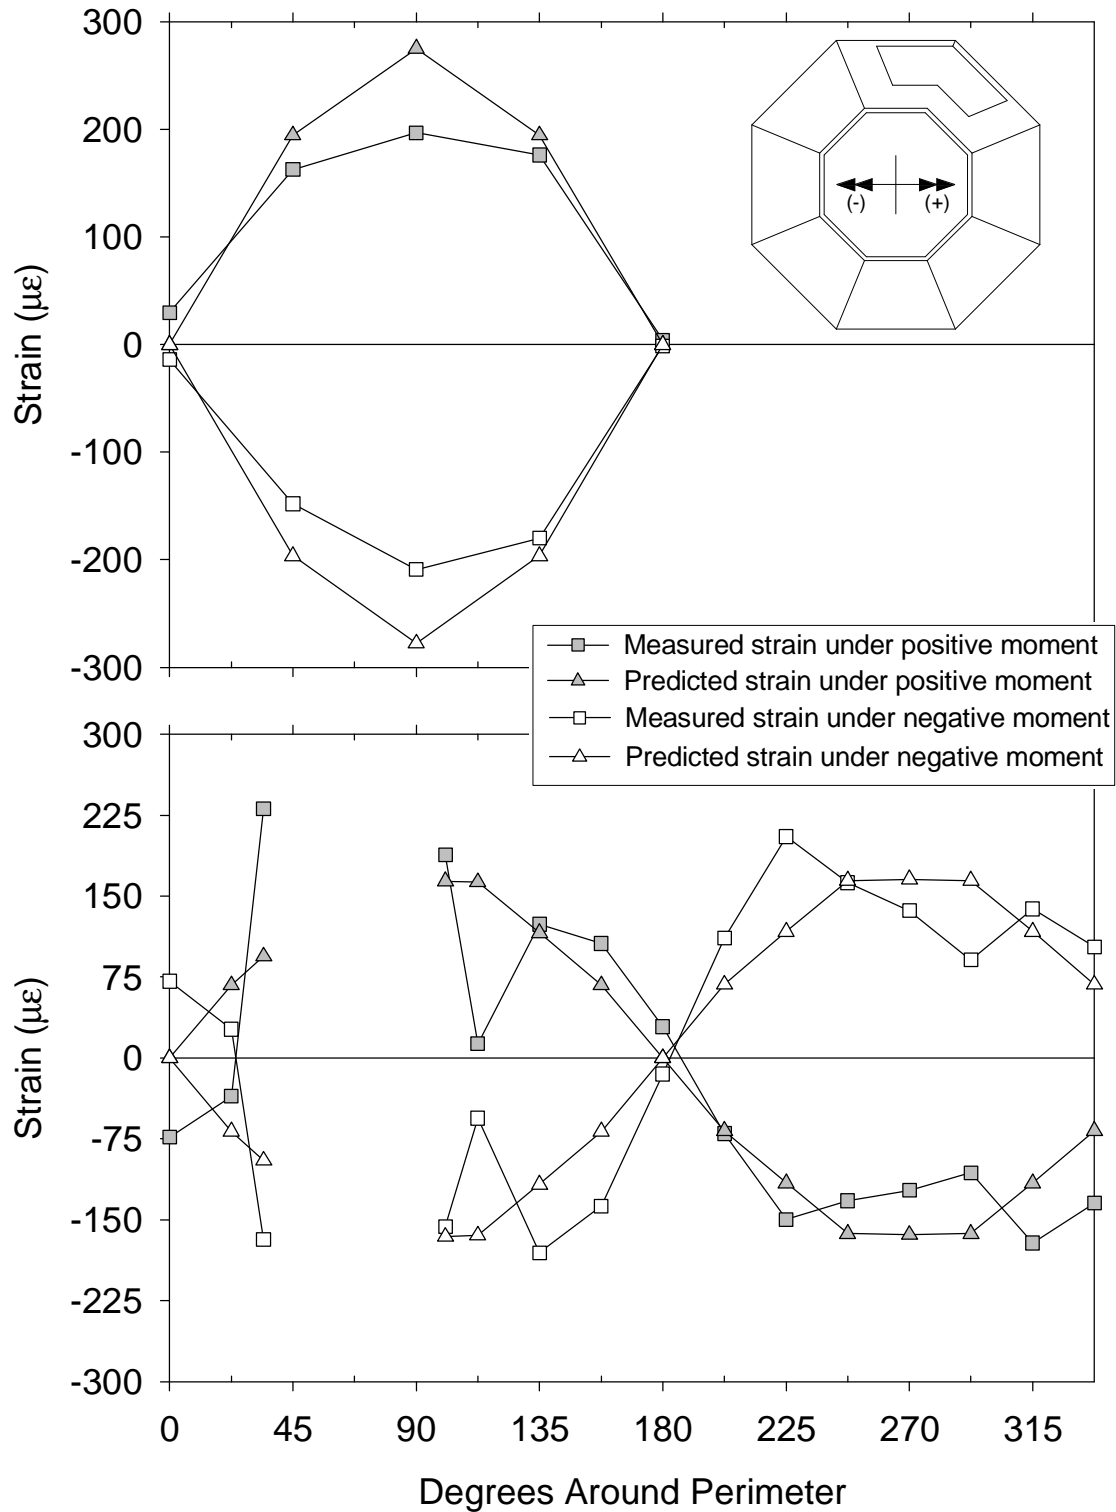 300
200
100
0
-100
-200
-300
Strain (με)
(-) (+)
Measured strain under positive moment
Predicted strain under positive moment
Measured strain under negative moment
Predicted strain under negative moment
300
225
150
75
0
-75
-150
-225
-300
Strain (με)
0 45 90 135 180 225 270 315
Degrees Around Perimeter